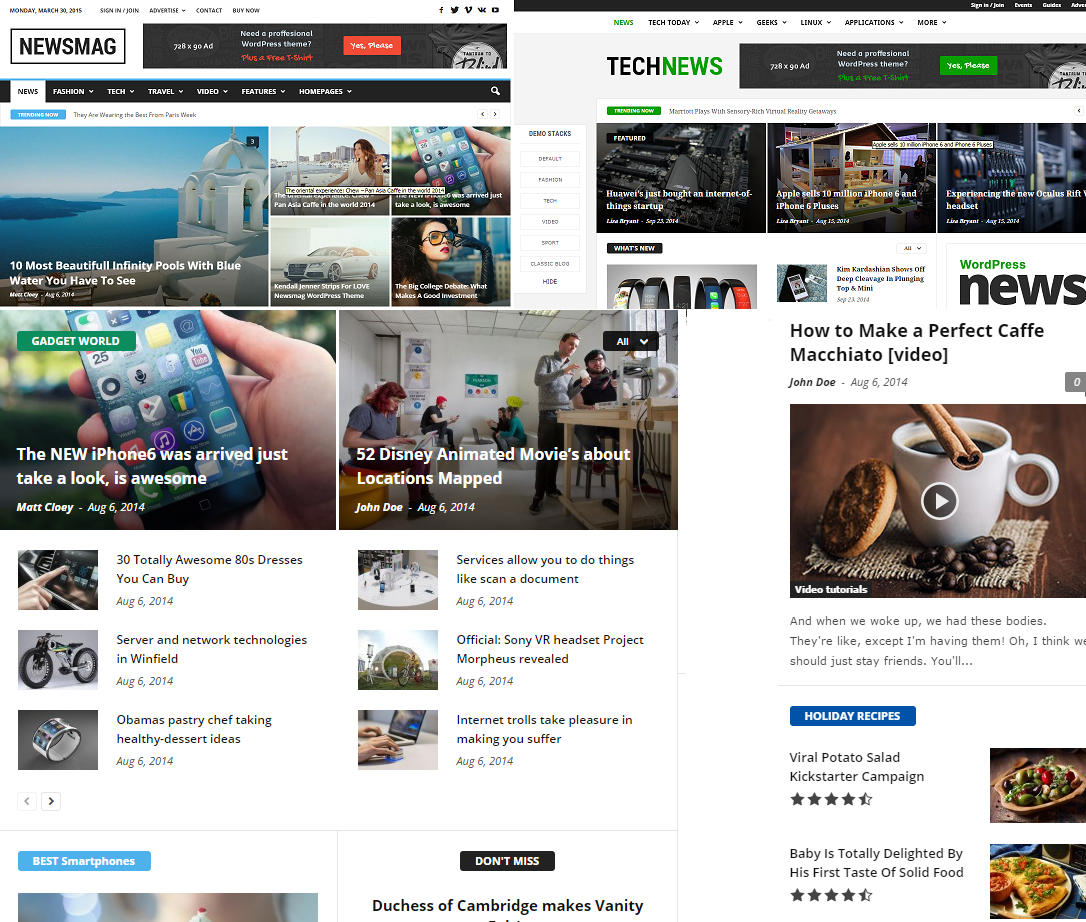 MONDAY, MARCH 30, 2015
SIGN IN / JOIN
ADVERTISE
CONTACT
BUY NOW
NEWSMAG
728 x 90 Ad
Need a proffesional
WordPress theme?
Plus a Free T-Shirt
Yes, Please
NEWS
FASHION
TECH
TRAVEL
VIDEO
FEATURES
HOMEPAGES
TRENDING NOW
They Are Wearing the Best From Paris Week
3
10 Most Beautifull Infinity Pools With Blue
Water You Have To See
Matt Cloey - Aug 6, 2014
The oriental experience: Chew – Pan Asia Caffe in the world 2014
Pan Asia Caffe in the world 2014
The NEW iPhone6 was arrived just
take a look, is awesome
Kendall Jenner Strips For LOVE
Newsmag WordPress Theme
The Big College Debate: What
Makes A Good Investment
Sign in / Join
Events
Guides
NEWS
TECH TODAY
APPLE
GEEKS
LINUX
APPLICATIONS
MORE
TECHNEWS
728 x 90 Ad
Need a proffesional
WordPress theme?
Plus a Free T-Shirt
Yes, Please
TRENDING NOW
Marriott Plays With Sensory-Rich Virtual Reality Getaways
DEMO STACKS
DEFAULT
FASHION
TECH
VIDEO
SPORT
CLASSIC BLOG
HIDE
FEATURED
Huawei's just bought an internet-of-
things startup
Lisa Bryant - Sep 23, 2014
Apple sells 10 million iPhone 6 and iPhone 6 Pluses
Apple sells 10 million iPhone 6 and
iPhone 6 Pluses
Lisa Bryant - Aug 15, 2014
Experiencing the new Oculus Rift
headset
Lisa Bryant - Aug 15, 2014
WHAT'S NEW
All
Kim Kardashian Shows Off
Deep Cleavage In Plunging
Top & Mini
Sep 23, 2014
WordPress
news
GADGET WORLD
The NEW iPhone6 was arrived just
take a look, is awesome
Matt Cloey - Aug 6, 2014
All
52 Disney Animated Movie's about
Locations Mapped
John Doe - Aug 6, 2014
30 Totally Awesome 80s Dresses
You Can Buy
Aug 6, 2014
Server and network technologies
in Winfield
Aug 6, 2014
Obamas pastry chef taking
healthy-dessert ideas
Aug 6, 2014
Services allow you to do things
like scan a document
Aug 6, 2014
Official: Sony VR headset Project
Morpheus revealed
Aug 6, 2014
Internet trolls take pleasure in
making you suffer
Aug 6, 2014
BEST Smartphones
DON'T MISS
Duchess of Cambridge makes Vanity
How to Make a Perfect Caffe
Macchiato [video]
John Doe - Aug 6, 2014
0
Video tutorials
And when we woke up, we had these bodies.
They're like, except I'm having them! Oh, I think we
should just stay friends. You'll...
HOLIDAY RECIPES
Viral Potato Salad
Kickstarter Campaign
Baby Is Totally Delighted By
His First Taste Of Solid Food